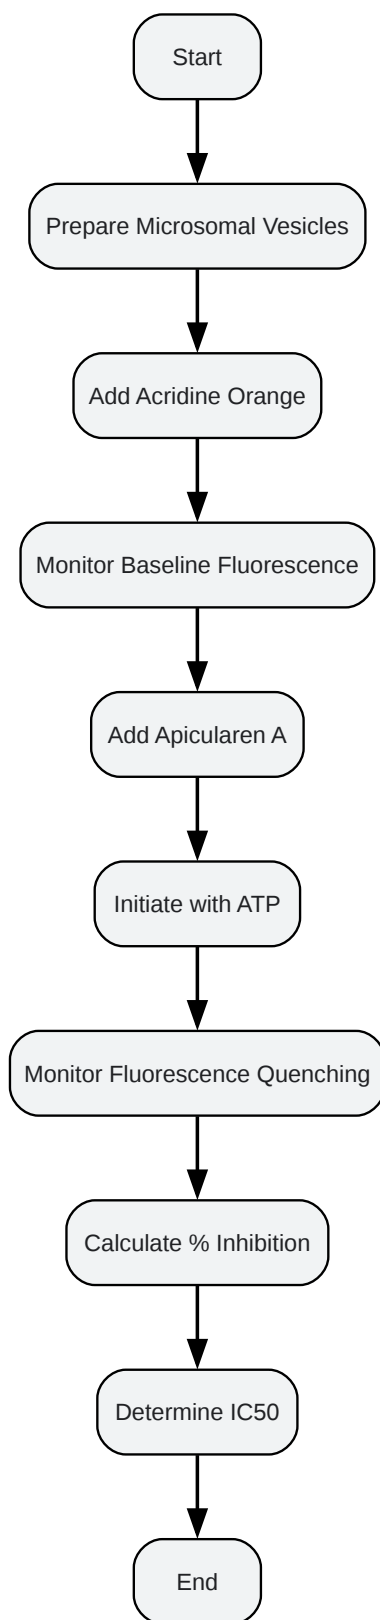 Start
Prepare Microsomal Vesicles
Add Acridine Orange
Monitor Baseline Fluorescence
Add Apicularen A
Initiate with ATP
Monitor Fluorescence Quenching
Calculate % Inhibition
Determine IC50
End